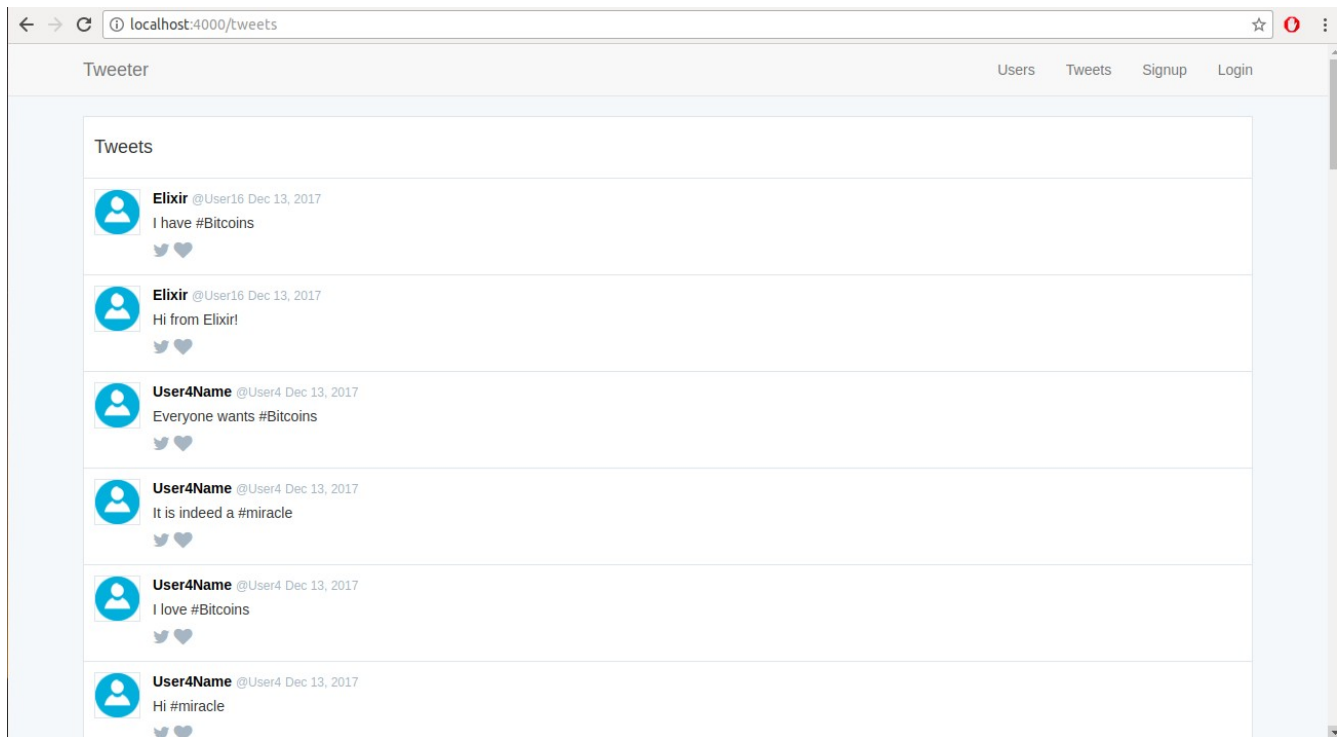 localhost:4000/tweets
Tweeter Users Tweets Signup Login
Tweets
Elixir @User16 Dec 13, 2017
I have #Bitcoins
Elixir @User16 Dec 13, 2017
Hi from Elixir!
User4Name @User4 Dec 13, 2017
Everyone wants #Bitcoins
User4Name @User4 Dec 13, 2017
It is indeed a #miracle
User4Name @User4 Dec 13, 2017
I love #Bitcoins
User4Name @User4 Dec 13, 2017
Hi #miracle